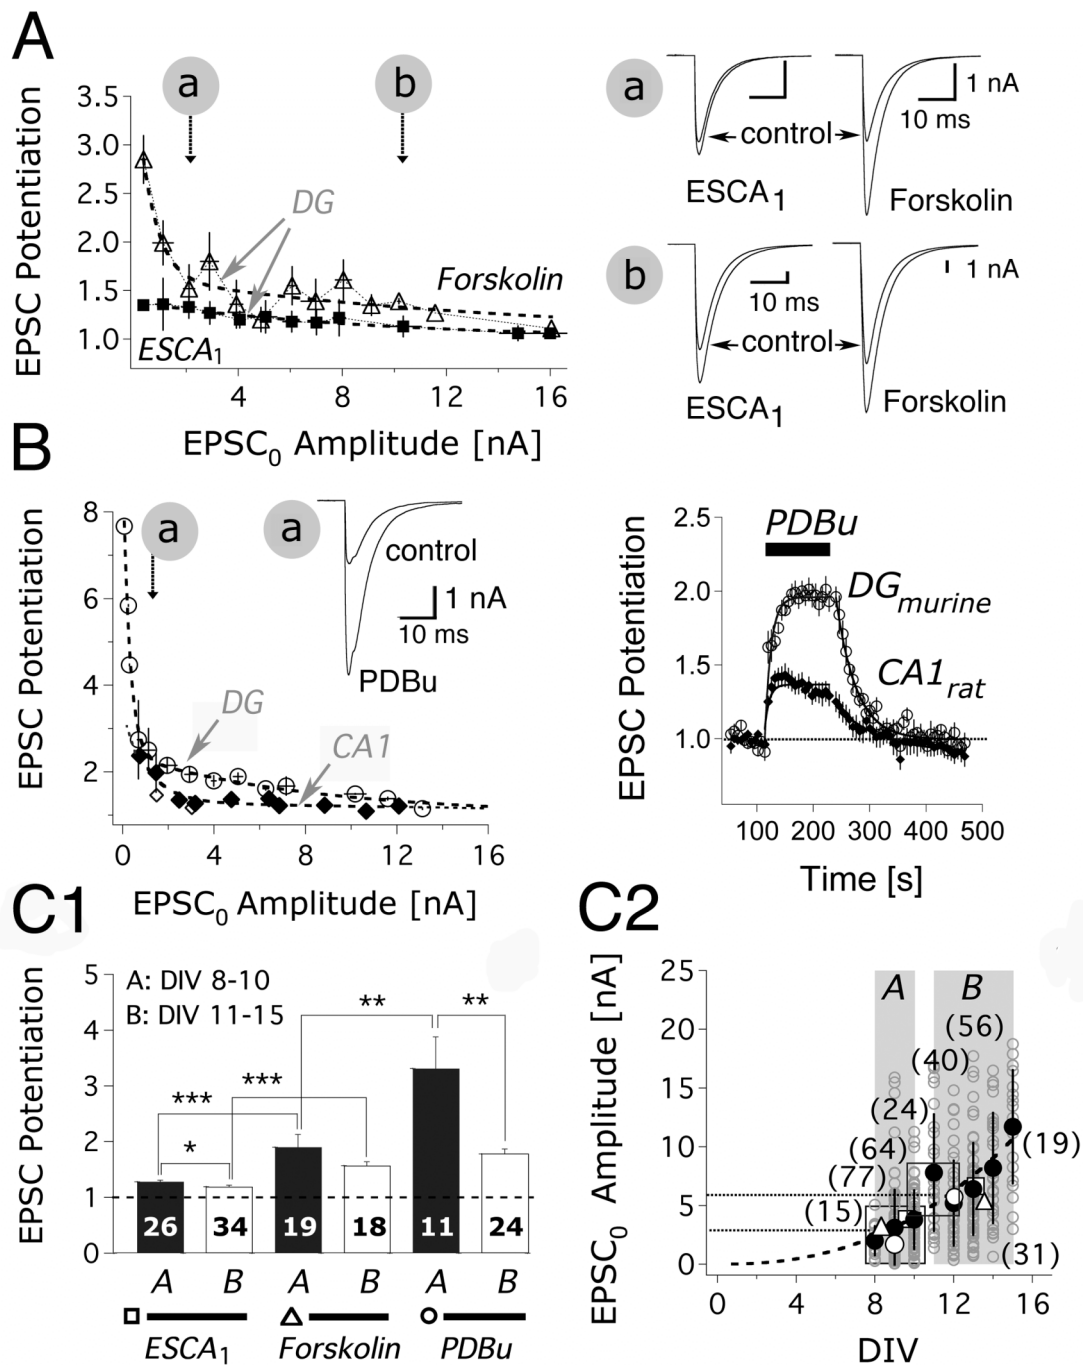 A
EPSC Potentiation
3.5
3.0
2.5
2.0
1.5
1.0
a
b
DG
Forskolin
ESCA1
4
8
12
16
EPSC0 Amplitude [nA]
a
control
ESCA1
1 nA
10 ms
Forskolin
b
10 ms
1 nA
control
ESCA1
Forskolin
B
EPSC Potentiation
8
6
4
2
a
a
control
1 nA
10 ms
PDBu
DG
CA1
0
4
8
12
16
EPSC0 Amplitude [nA]
EPSC Potentiation
2.5
2.0
1.5
1.0
PDBu
DGmurine
CA1rat
100
200
300
400
500
Time [s]
C1
EPSC Potentiation
5
4
3
2
1
0
A: DIV 8-10
B: DIV 11-15
**
**
***
***
*
26
34
19
18
11
24
A
B
A
B
A
B
ESCA1
Forskolin
PDBu
C2
EPSC0 Amplitude [nA]
25
20
15
10
5
0
A
B
(56)
(40)
(24)
(64)
(77)
(15)
(19)
(31)
0
4
8
12
16
DIV